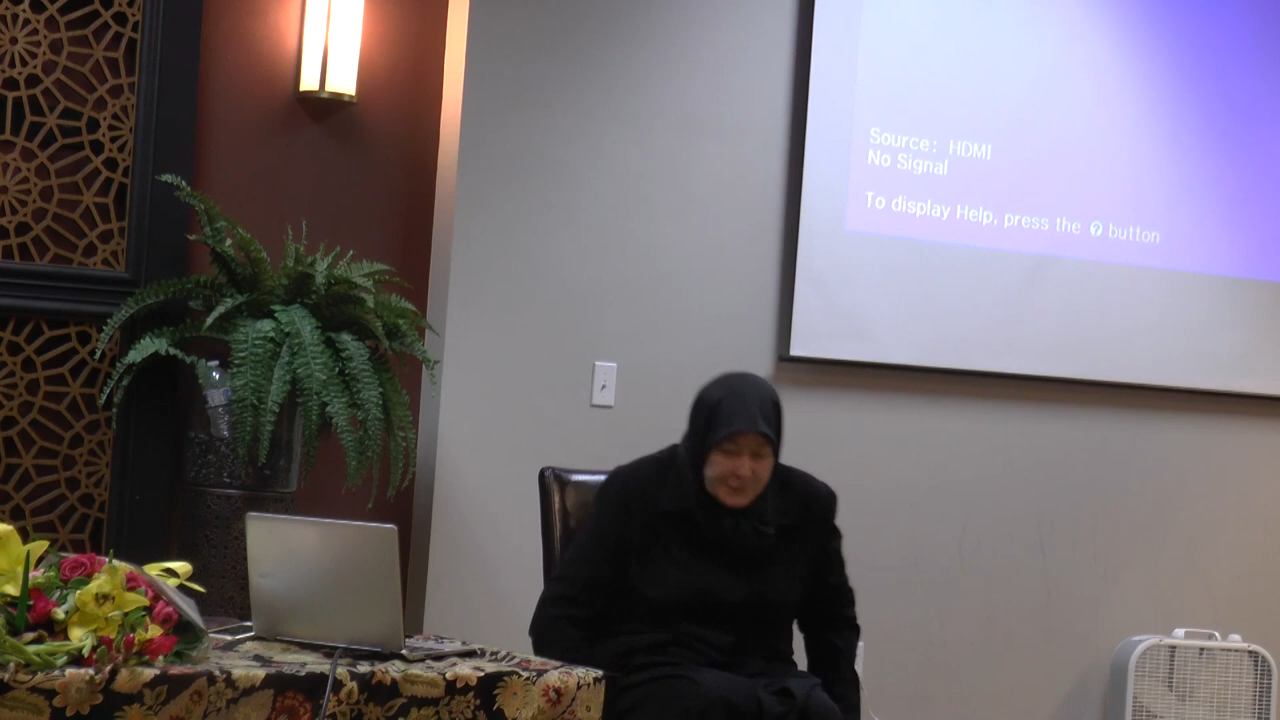 Source: HDMI
No Signal
To display Help, press the ? button